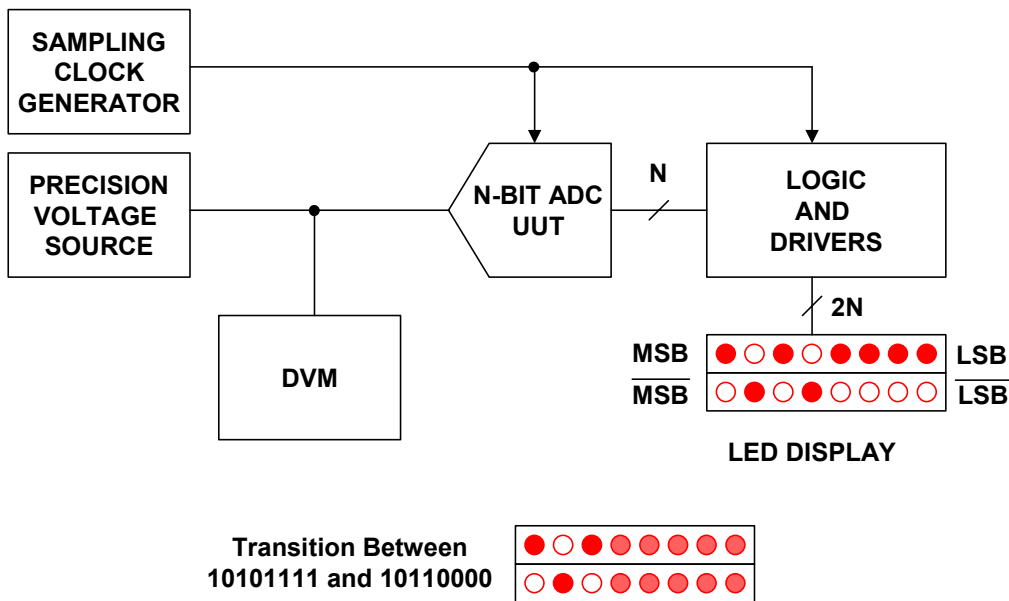 SAMPLING
CLOCK
GENERATOR
PRECISION
VOLTAGE
SOURCE
N-BIT ADC
UUT
N
LOGIC
AND
DRIVERS
DVM
2N
MSB
LSB
MSB
LSB
LED DISPLAY
Transition Between
10101111 and 10110000